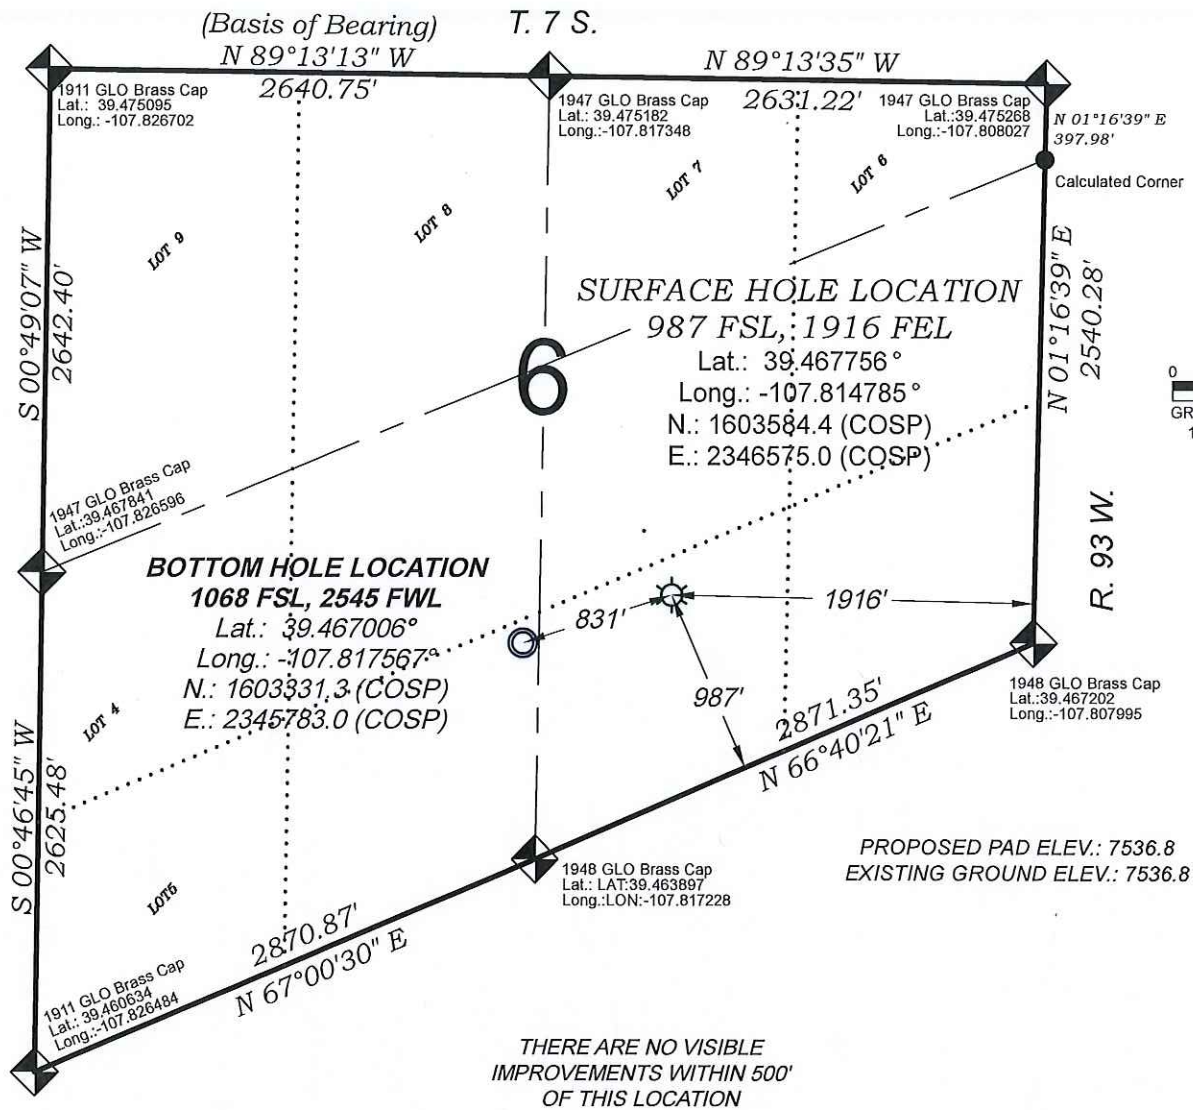 (Basis of Bearing)
T. 7 S.
N 89°13'13" W
2640.75'
N 89°13'35" W
2631.22'
1911 GLO Brass Cap
Lat.: 39.475095
Long.: -107.826702
1947 GLO Brass Cap
Lat.: 39.475182
Long.:-107.817348
1947 GLO Brass Cap
Lat.:39.475268
Long.:-107.808027
N 01°16'39" E
397.98'
Calculated Corner
LOT 9
LOT 8
LOT 7
LOT 6
S 00°49'07" W
2642.40'
N 01°16'39" E
2540.28'
SURFACE HOLE LOCATION
987 FSL, 1916 FEL
Lat.: 39.467756°
Long.: -107.814785°
N.: 1603584.4 (COSP)
E.: 2346575.0 (COSP)
6
0
GR
1
R. 93 W.
1947 GLO Brass Cap
Lat.:39.467841
Long.:-107.826596
BOTTOM HOLE LOCATION
1068 FSL, 2545 FWL
Lat.: 39.467006°
Long.: -107.817567°
N.: 1603331.3 (COSP)
E.: 2345783.0 (COSP)
831'
1916'
987'
1948 GLO Brass Cap
Lat.:39.467202
Long.:-107.807995
LOT 4
S 00°46'45" W
2625.48'
2871.35'
N 66°40'21" E
PROPOSED PAD ELEV.: 7536.8
EXISTING GROUND ELEV.: 7536.8
1948 GLO Brass Cap
Lat.: LAT:39.463897
Long.:LON:-107.817228
LOT5
2870.87'
N 67°00'30" E
1911 GLO Brass Cap
Lat.: 39.460634
Long.:-107.826484
THERE ARE NO VISIBLE
IMPROVEMENTS WITHIN 500'
OF THIS LOCATION